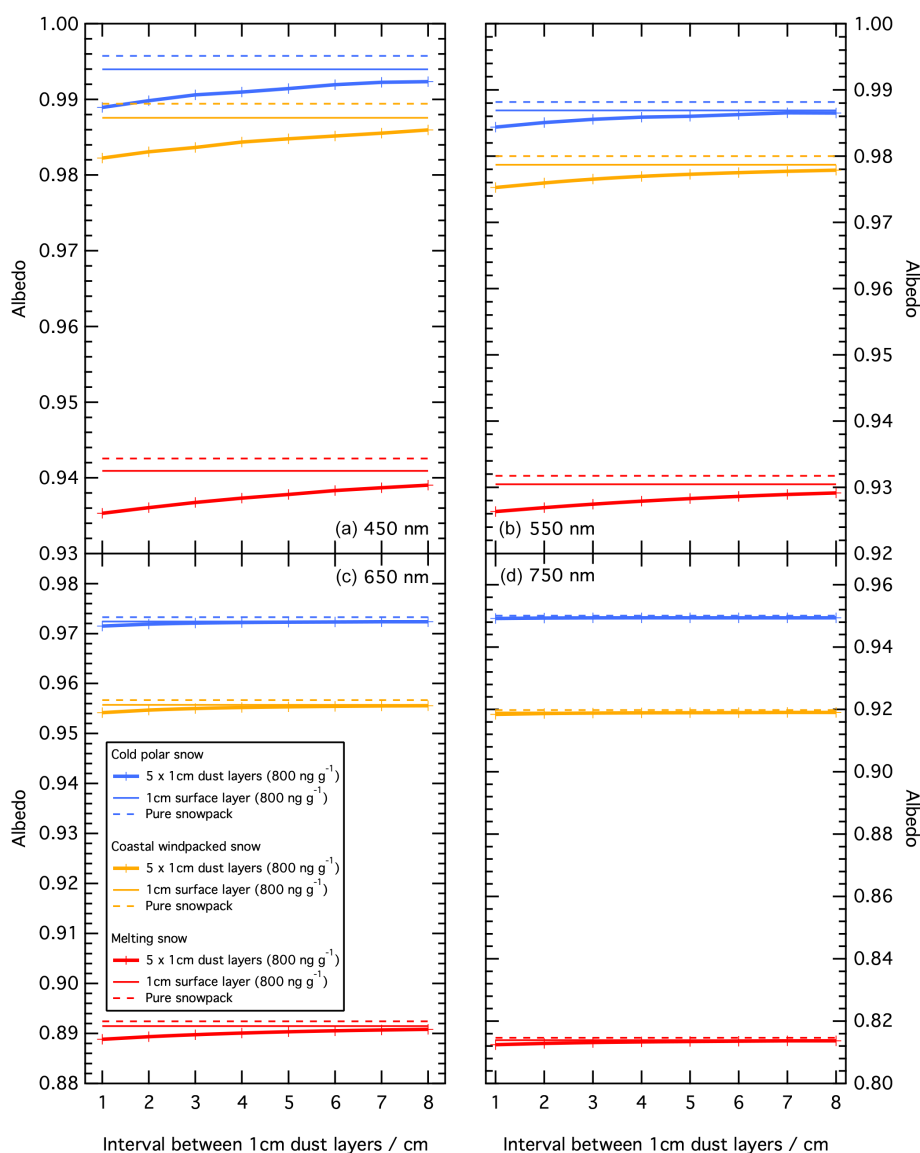 1.00
0.99
0.98
0.97
0.96
0.95
0.94
0.93
Albedo
(a) 450 nm
1.00
0.99
0.98
0.97
0.96
0.95
0.94
0.93
0.92
Albedo
(b) 550 nm
(c) 650 nm
0.98
0.97
0.96
0.95
0.94
0.93
0.92
0.91
0.90
0.89
0.88
Albedo
Cold polar snow
5 x 1cm dust layers (800 ng g⁻¹)
1cm surface layer (800 ng g⁻¹)
Pure snowpack
Coastal windpacked snow
5 x 1cm dust layers (800 ng g⁻¹)
1cm surface layer (800 ng g⁻¹)
Pure snowpack
Melting snow
5 x 1cm dust layers (800 ng g⁻¹)
1cm surface layer (800 ng g⁻¹)
Pure snowpack
1 2 3 4 5 6 7 8
Interval between 1cm dust layers / cm
(d) 750 nm
0.96
0.94
0.92
0.90
0.88
0.86
0.84
0.82
0.80
Albedo
1 2 3 4 5 6 7 8
Interval between 1cm dust layers / cm